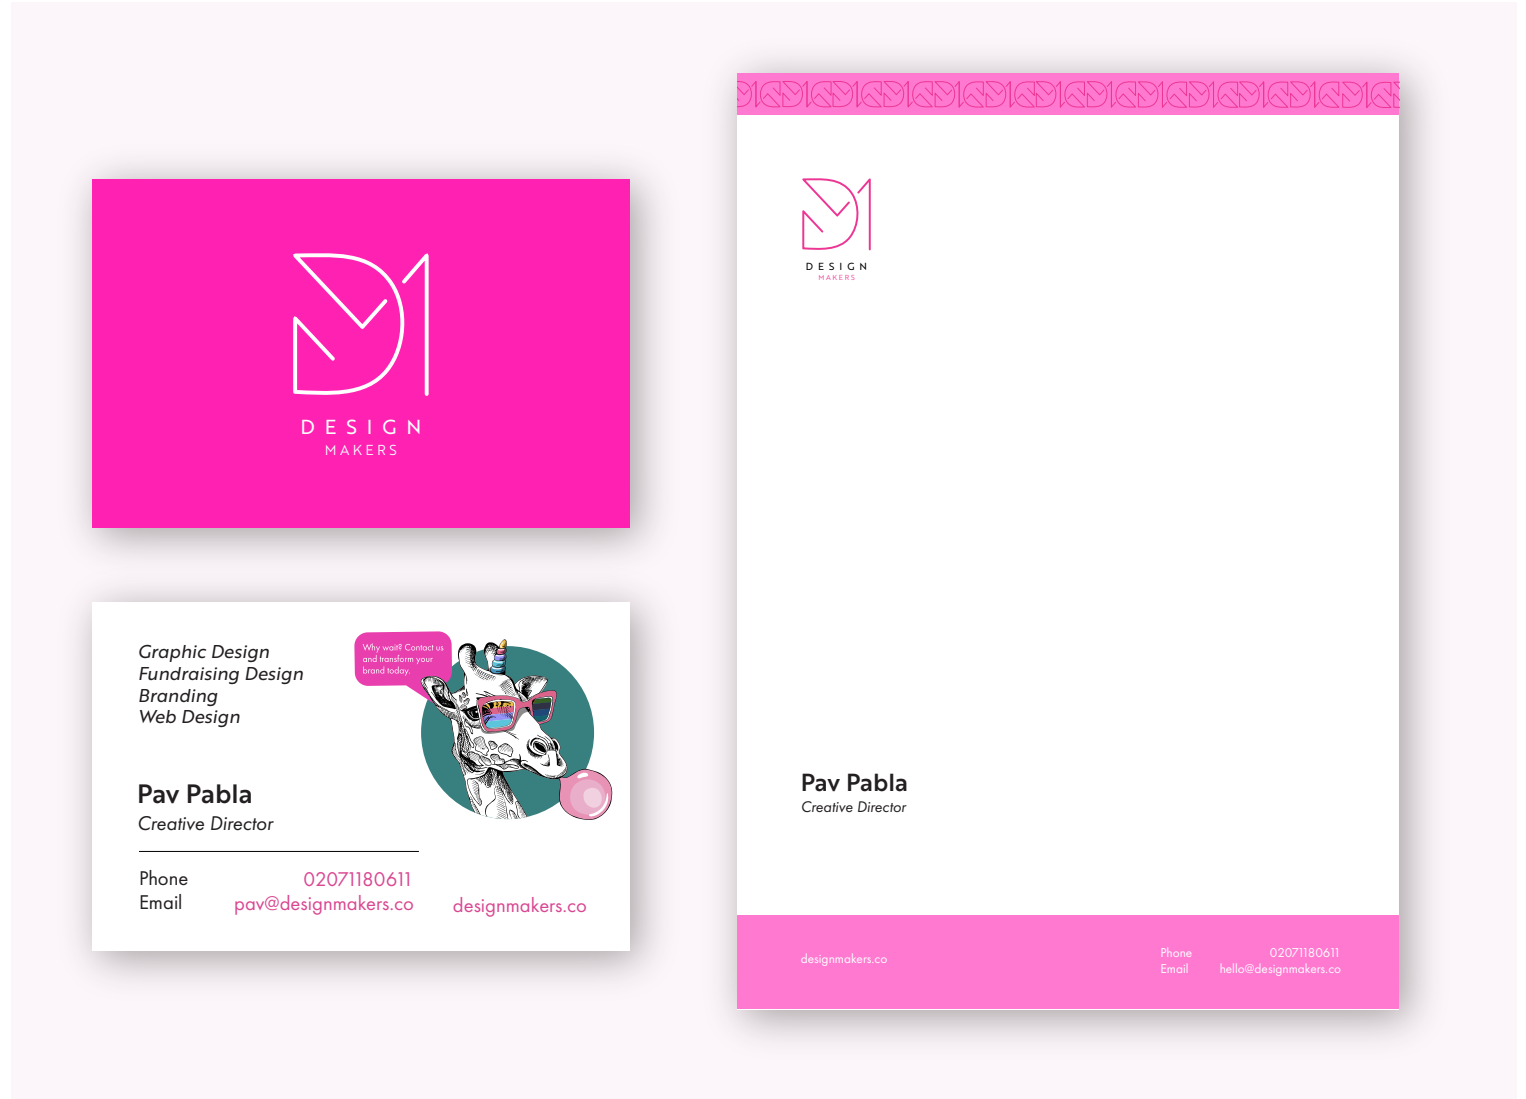 DESIGN
MAKERS
Graphic Design
Fundraising Design
Branding
Web Design
Why wait? Contact us
and transform your
brand today.
Pav Pabla
Creative Director
Phone 02071180611
Email pav@designmakers.co
designmakers.co
DESIGN
MAKERS
Pav Pabla
Creative Director
designmakers.co
Phone 02071180611
Email hello@designmakers.co